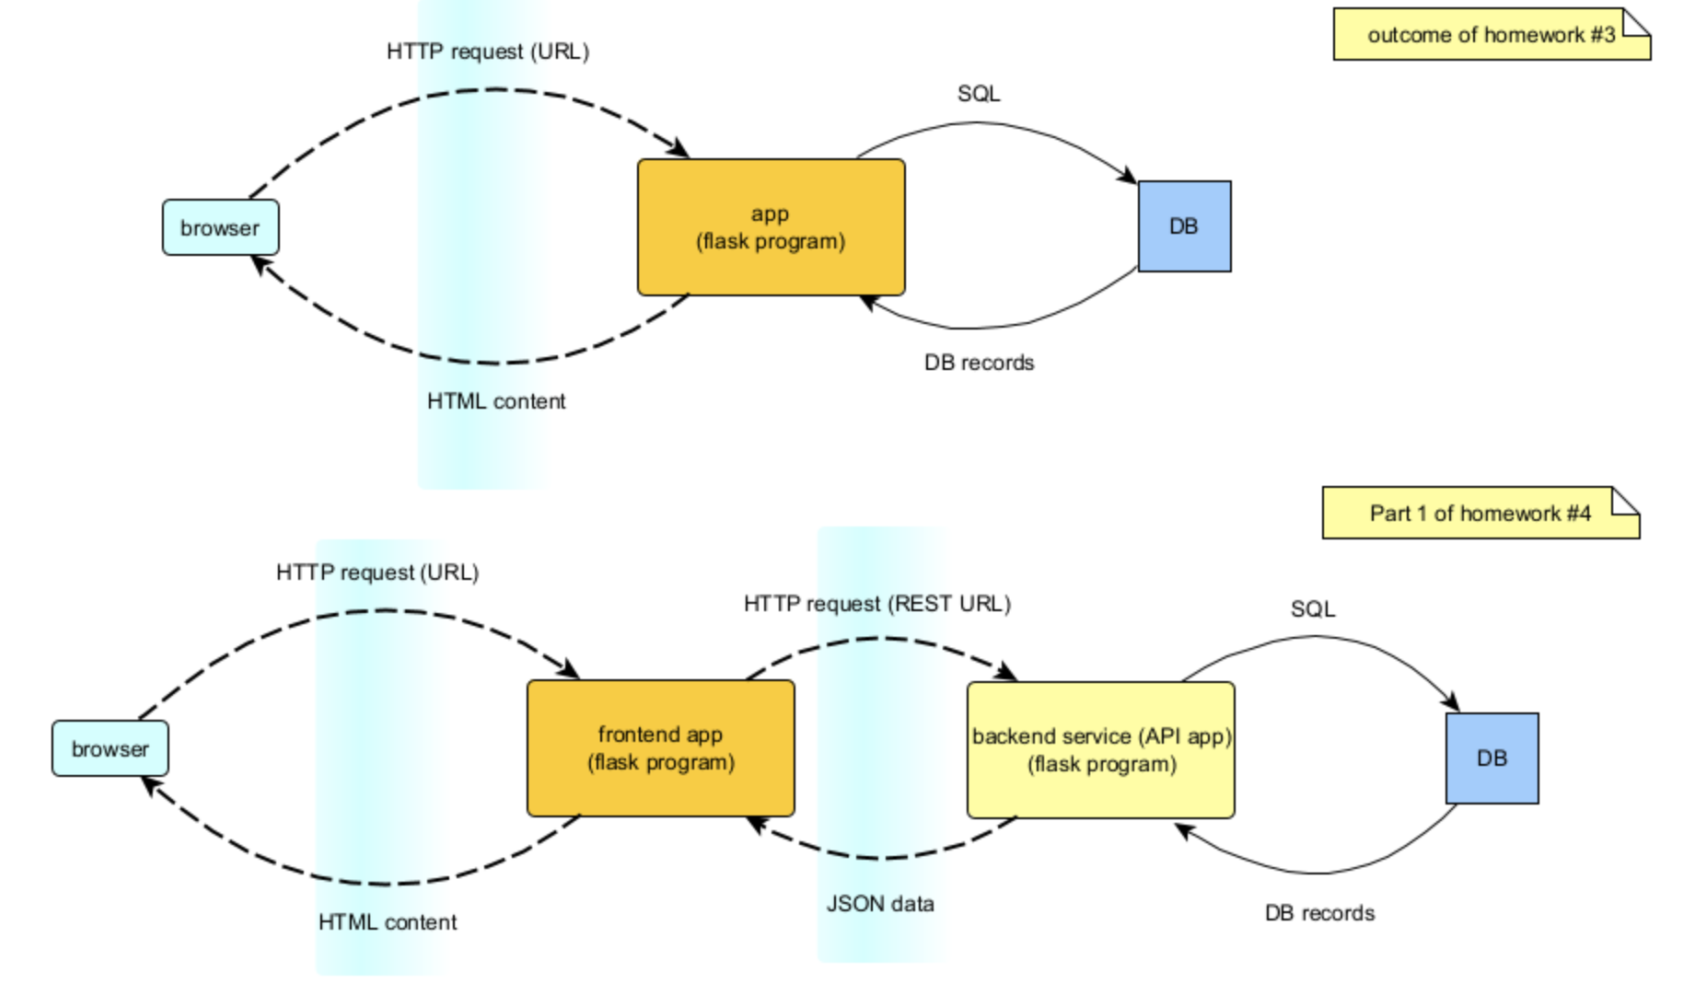 outcome of homework #3
HTTP request (URL)
SQL
browser
app
(flask program)
DB
DB records
HTML content
Part 1 of homework #4
HTTP request (URL)
HTTP request (REST URL)
SQL
browser
frontend app
(flask program)
backend service (API app)
(flask program)
DB
JSON data
DB records
HTML content